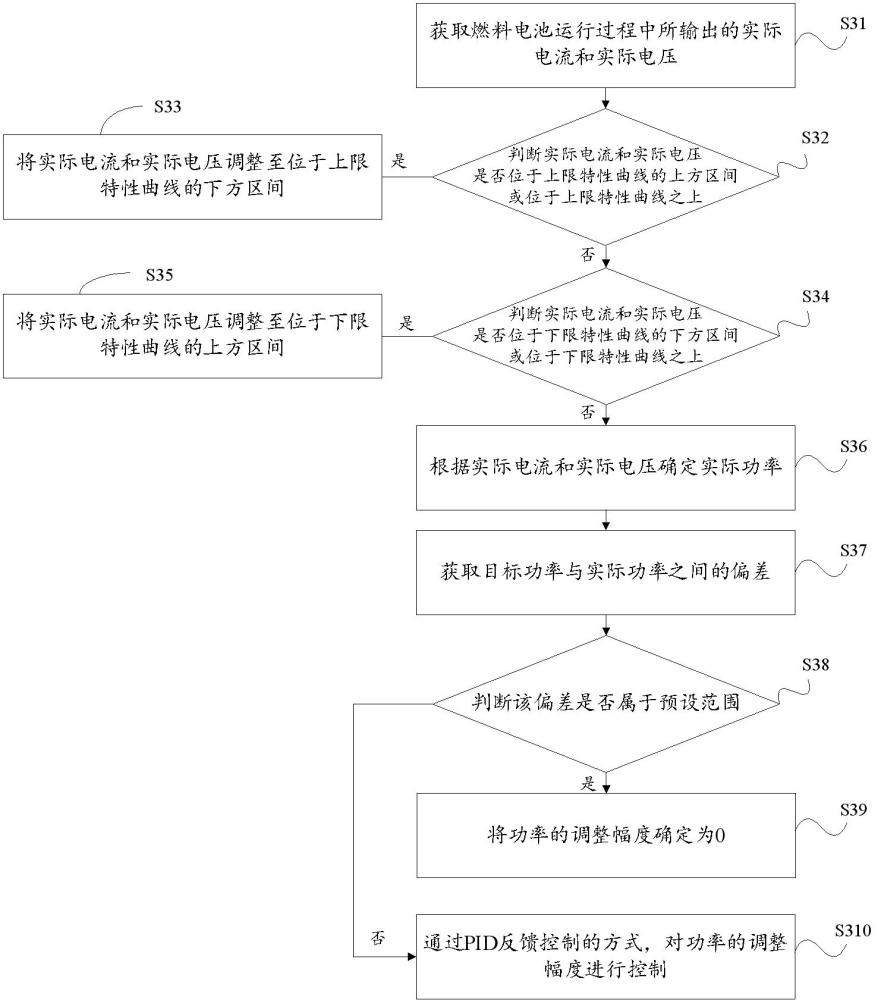 获取燃料电池运行过程中所输出的实际
电流和实际电压
S31
S33
将实际电流和实际电压调整至位于上限
特性曲线的下方区间
是
判断实际电流和实际电压
是否位于上限特性曲线的上方区间
或位于上限特性曲线之上
S32
否
S35
将实际电流和实际电压调整至位于下限
特性曲线的上方区间
是
判断实际电流和实际电压
是否位于下限特性曲线的下方区间
或位于下限特性曲线之上
S34
否
根据实际电流和实际电压确定实际功率
S36
获取目标功率与实际功率之间的偏差
S37
判断该偏差是否属于预设范围
S38
是
将功率的调整幅度确定为0
S39
否
通过PID反馈控制的方式，对功率的调整
幅度进行控制
S310